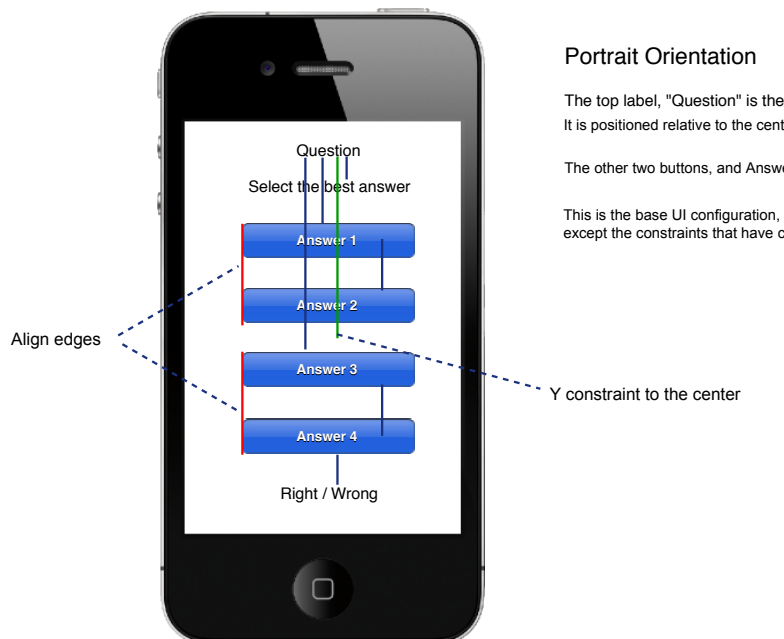 Portrait Orientation
The top label, "Question" is the
It is positioned relative to the cent
The other two buttons, and Answe
This is the base UI configuration,
except the constraints that have c
Question
Select the best answer
Answer 1
Answer 2
Align edges
Answer 3
Y constraint to the center
Answer 4
Right / Wrong